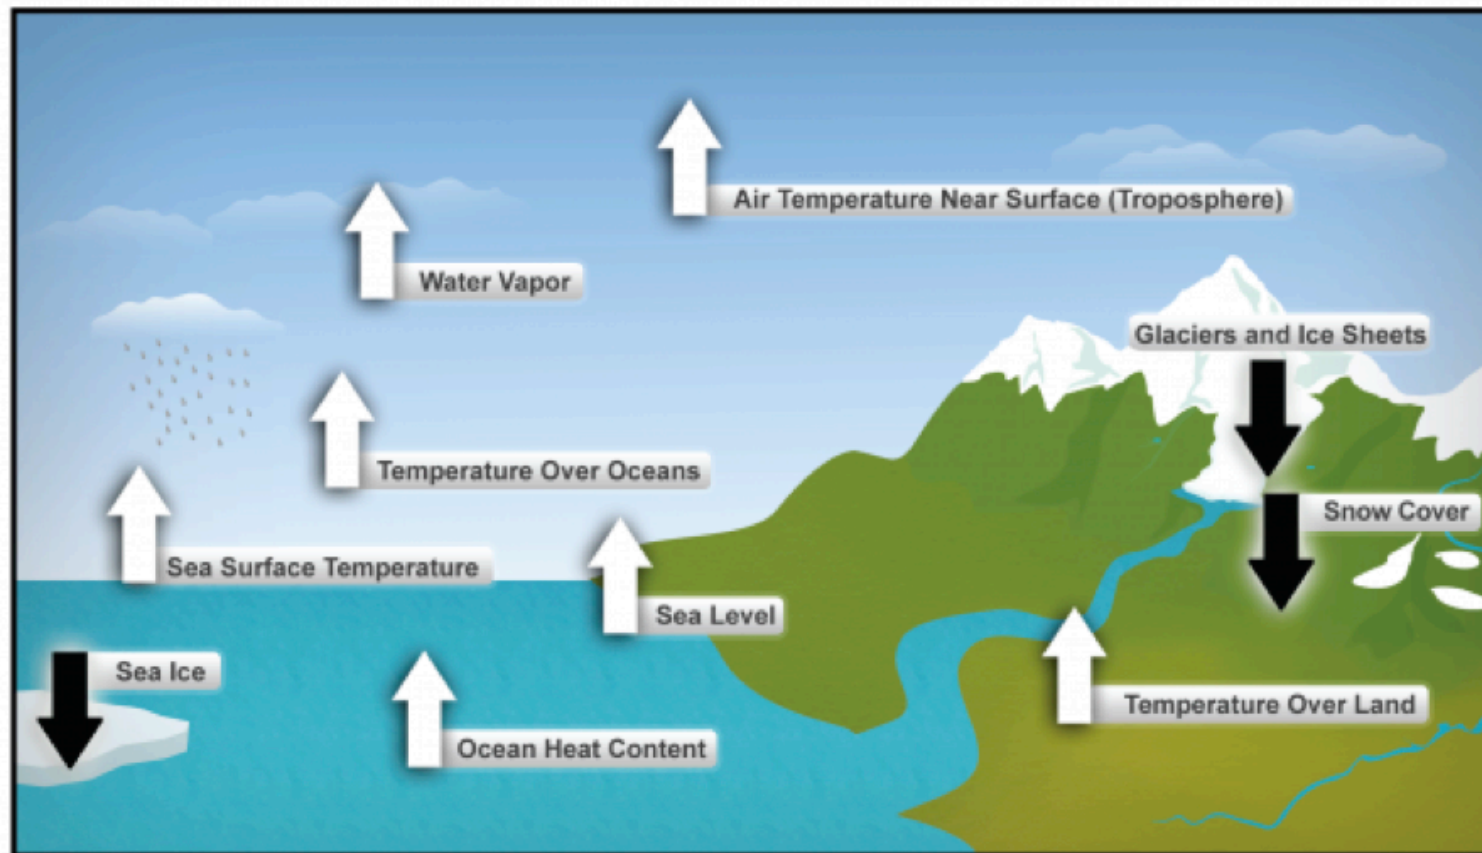 Air Temperature Near Surface (Troposphere)
Water Vapor
Glaciers and Ice Sheets
Temperature Over Oceans
Snow Cover
Sea Surface Temperature
Sea Level
Sea Ice
Temperature Over Land
Ocean Heat Content